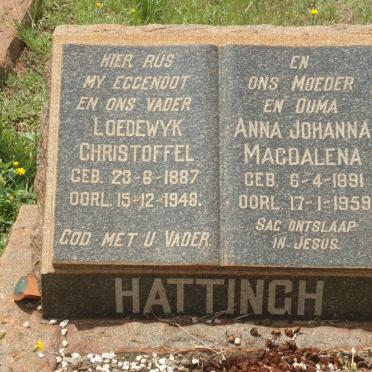 HIER RUS
MY EGGENOOT
EN ONS VADER
LOEDEWYK
CHRISTOFFEL
GEB. 23-8-1887
OORL. 15-12-1948.
GOD MET U VADER.
EN
ONS MOEDER
EN OUMA
ANNA JOHANNA
MAGDALENA
GEB. 6-4-1891
OORL. 17-1-1959
SAG ONTSLAAP
IN JESUS.
HATTINGH